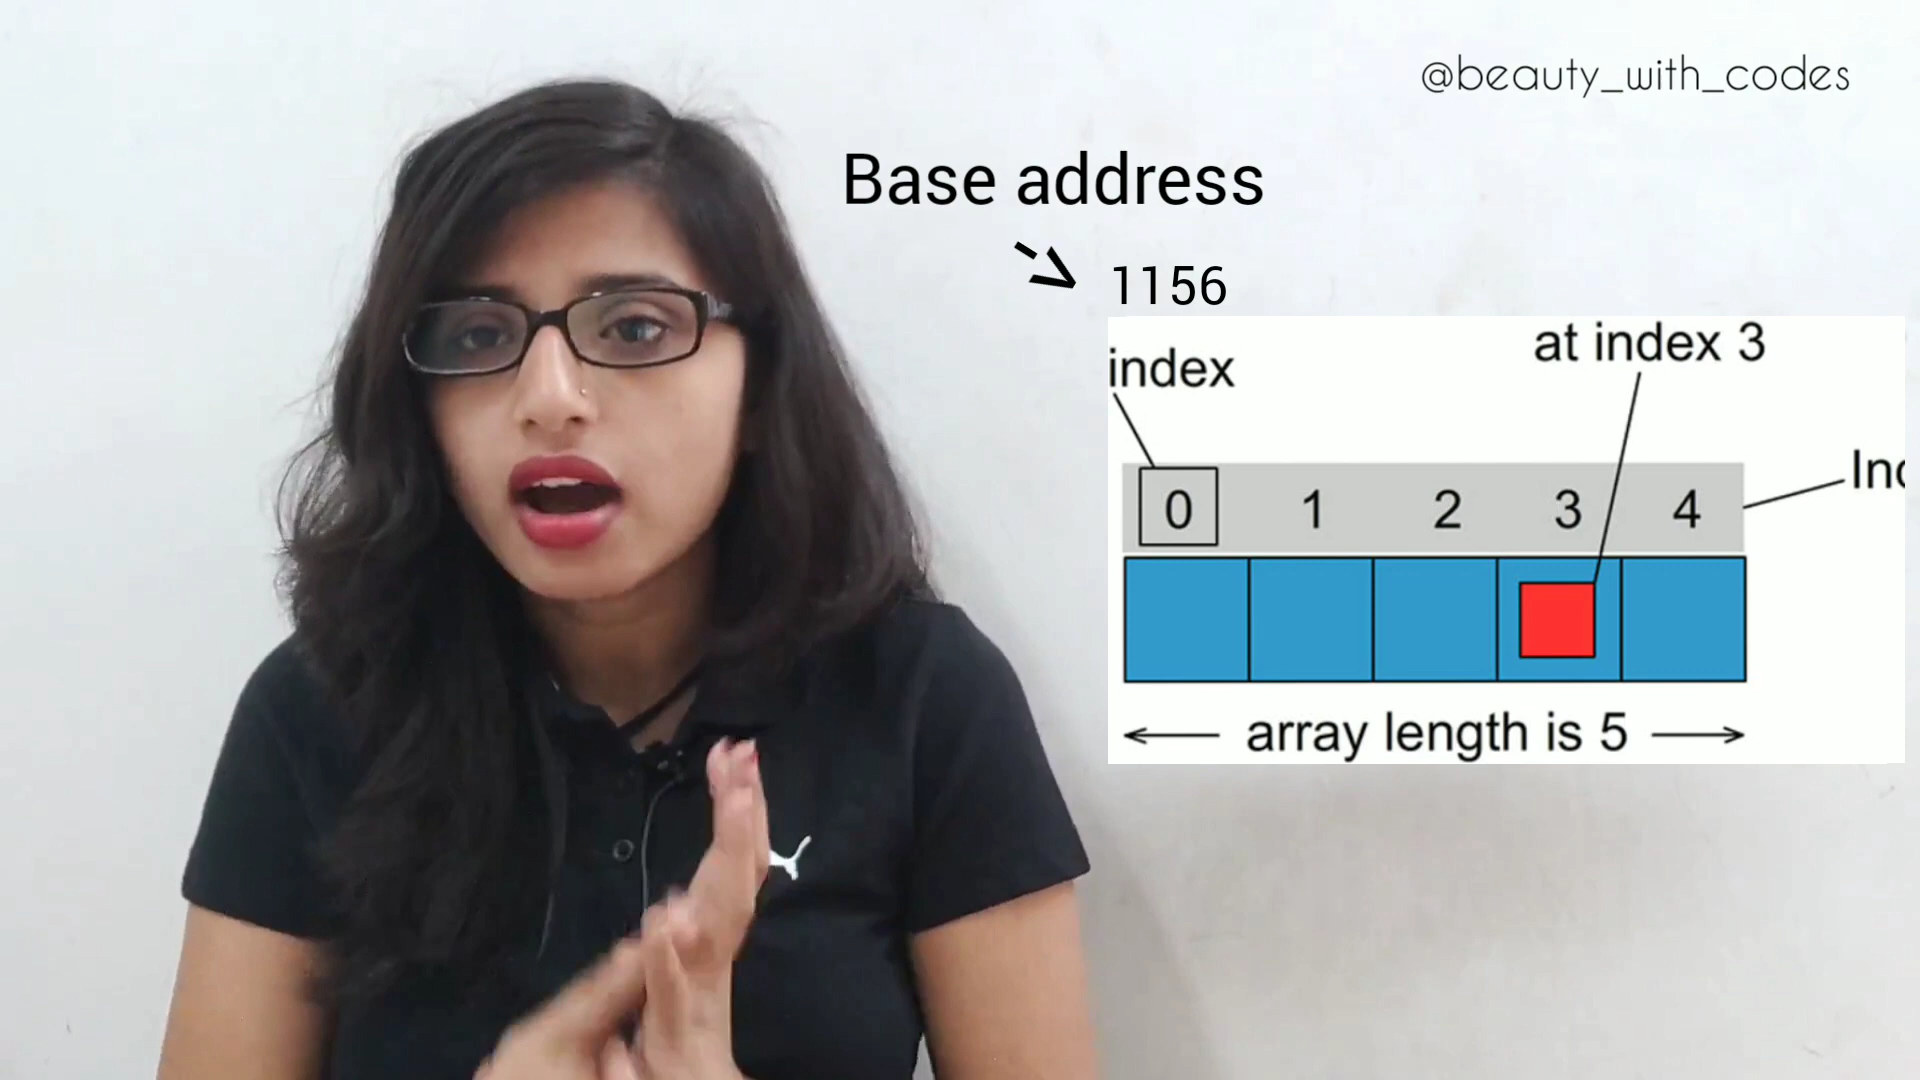 @beauty_with_codes
Base address
1156
at index 3
index
0 1 2 3 4
array length is 5